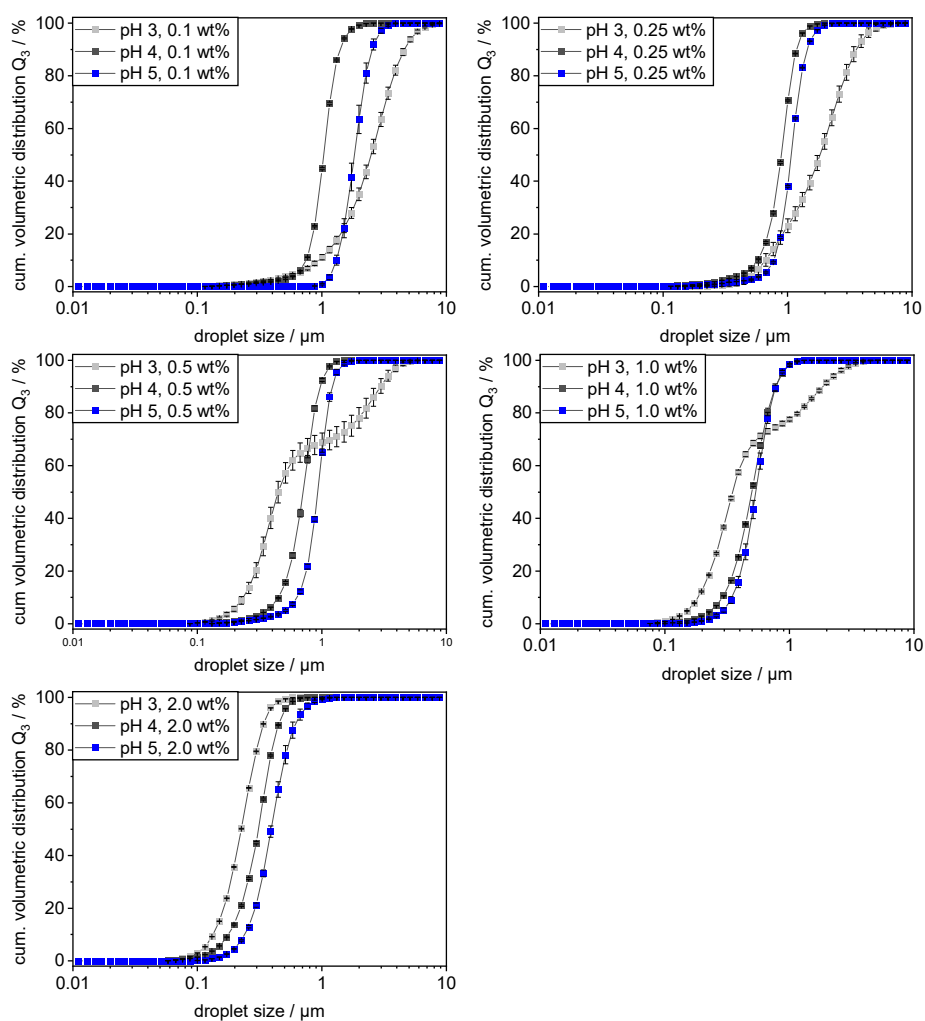 cum. volumetric distribution Q3 / %
100
80
60
40
20
0
pH 3, 0.1 wt%
pH 4, 0.1 wt%
pH 5, 0.1 wt%
0.01 0.1 1 10
droplet size / µm
cum. volumetric distribution Q3 / %
100
80
60
40
20
0
pH 3, 0.25 wt%
pH 4, 0.25 wt%
pH 5, 0.25 wt%
0.01 0.1 1 10
droplet size / µm
cum volumetric distribution Q3 / %
100
80
60
40
20
0
pH 3, 0.5 wt%
pH 4, 0.5 wt%
pH 5, 0.5 wt%
0.01 0.1 1 10
droplet size / µm
cum. volumetric distribution Q3 / %
100
80
60
40
20
0
pH 3, 1.0 wt%
pH 4, 1.0 wt%
pH 5, 1.0 wt%
0.01 0.1 1 10
droplet size / µm
cum. volumetric distribution Q3 / %
100
80
60
40
20
0
pH 3, 2.0 wt%
pH 4, 2.0 wt%
pH 5, 2.0 wt%
0.01 0.1 1 10
droplet size / µm